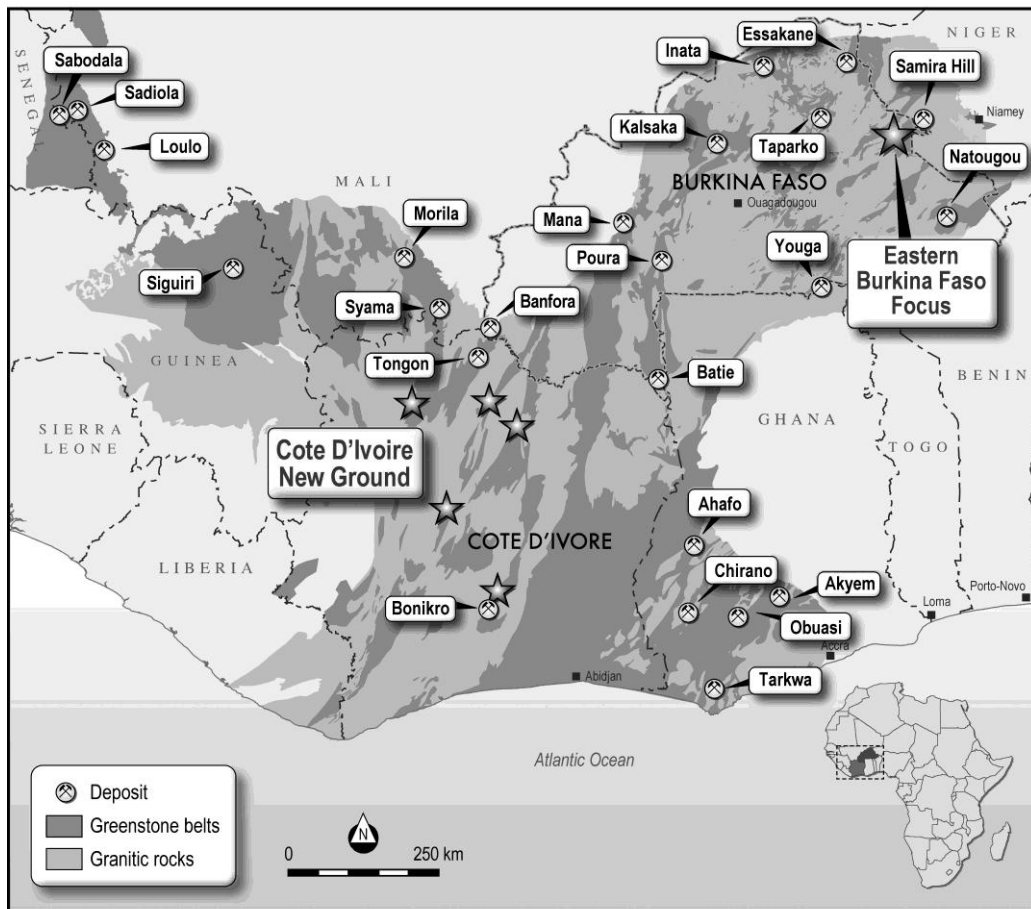 SENEGA
Sabodala
Sadiola
Loulo
MALI
Siguiri
Morila
Syama
GUINEA
Tongon
Banfora
Inata
Essakane
NIGER
Samira Hill
Niamey
Kalsaka
Taparko
Natougou
BURKINA FASO
Ouagadougou
Mana
Poura
Youga
Eastern
Burkina Faso
Focus
Batie
BENIN
GHANA
TOGO
SIERRA
LEONE
Cote D'Ivoire
New Ground
LIBERIA
COTE D'IVORE
Ahafo
Chirano
Akyem
Obuasi
Bonikro
Porto-Novo
Loma
Accra
Abidjan
Tarkwa
Atlantic Ocean
Deposit
Greenstone belts
Granitic rocks
N
0 250 km